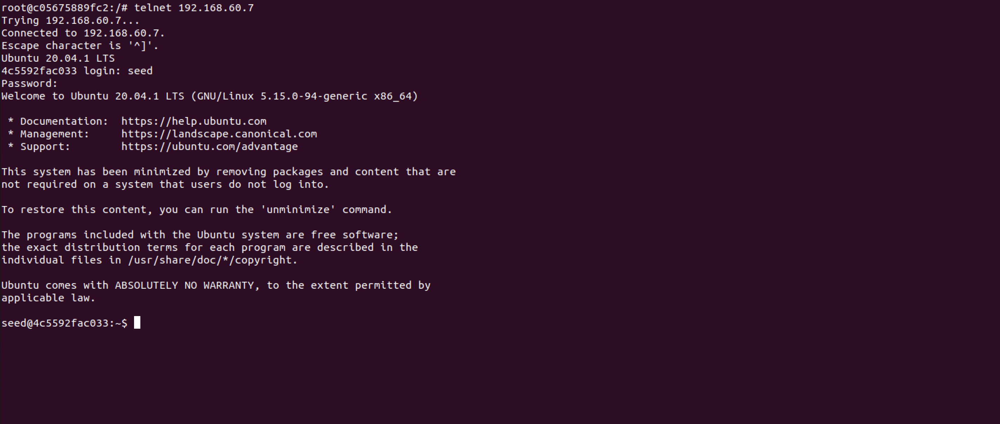 root@c05675889fc2:/# telnet 192.168.60.7
Trying 192.168.60.7...
Connected to 192.168.60.7.
Escape character is '^]'.
Ubuntu 20.04.1 LTS
4c5592fac033 login: seed
Password:
Welcome to Ubuntu 20.04.1 LTS (GNU/Linux 5.15.0-94-generic x86_64)

 * Documentation:  https://help.ubuntu.com
 * Management:     https://landscape.canonical.com
 * Support:        https://ubuntu.com/advantage

This system has been minimized by removing packages and content that are
not required on a system that users do not log into.

To restore this content, you can run the 'unminimize' command.

The programs included with the Ubuntu system are free software;
the exact distribution terms for each program are described in the
individual files in /usr/share/doc/*/copyright.

Ubuntu comes with ABSOLUTELY NO WARRANTY, to the extent permitted by
applicable law.

seed@4c5592fac033:~$